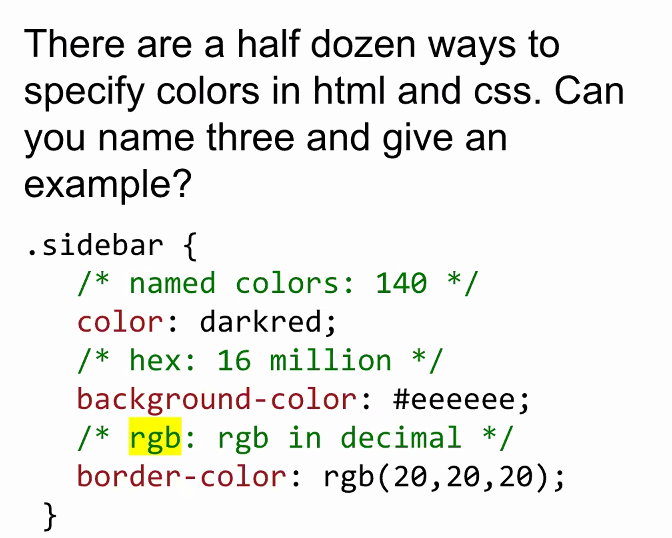 There are a half dozen ways to
specify colors in html and css. Can
you name three and give an
example?
.sidebar {
/* named colors: 140 */
color: darkred;
/* hex: 16 million */
background-color: #eeeeee;
/* rgb: rgb in decimal */
border-color: rgb(20,20,20);
}